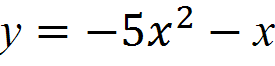 y = −5x² − x